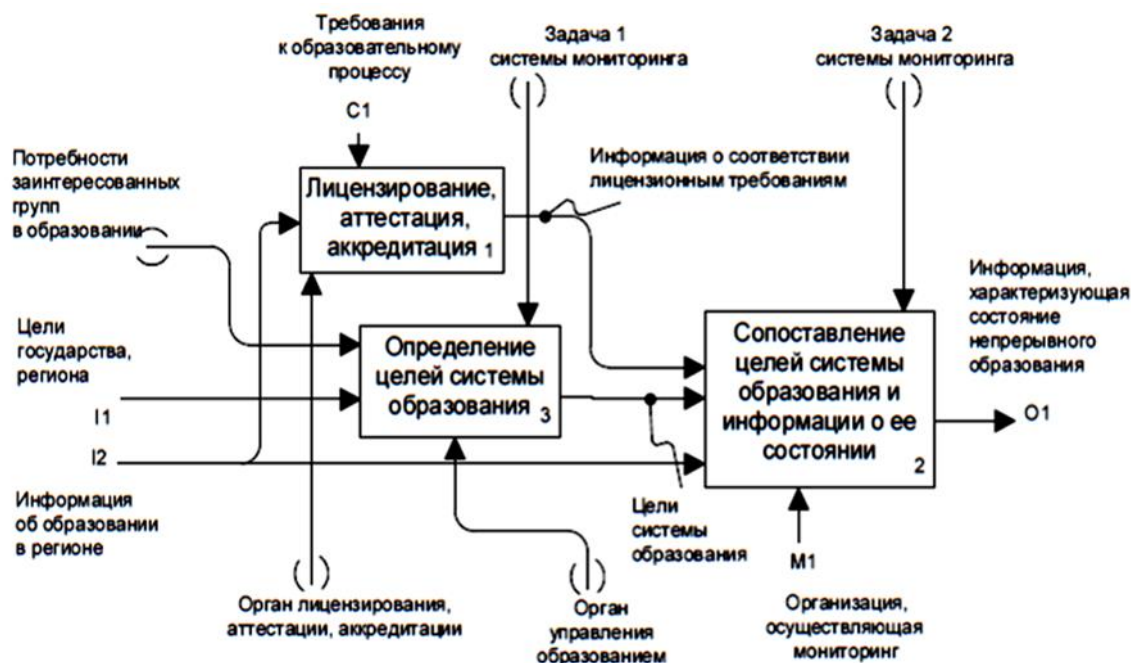 Требования
к образовательному
процессу
C1
Задача 1
системы мониторинга
Задача 2
системы мониторинга
Потребности
заинтересованных
групп
в образовании
Лицензирование,
аттестация,
аккредитация 1
Информация о соответствии
лицензионным требованиям
Цели
государства,
региона
I1
I2
Информация
об образовании
в регионе
Определение
целей системы
образования 3
Сопоставление
целей системы
образования и
информации о ее
состоянии
2
Информация,
характеризующая
состояние
непрерывного
образования
O1
Цели
системы
образования
M1
Орган лицензирования,
аттестации, аккредитации
Орган
управления
образованием
Организация,
осуществляющая
мониторинг